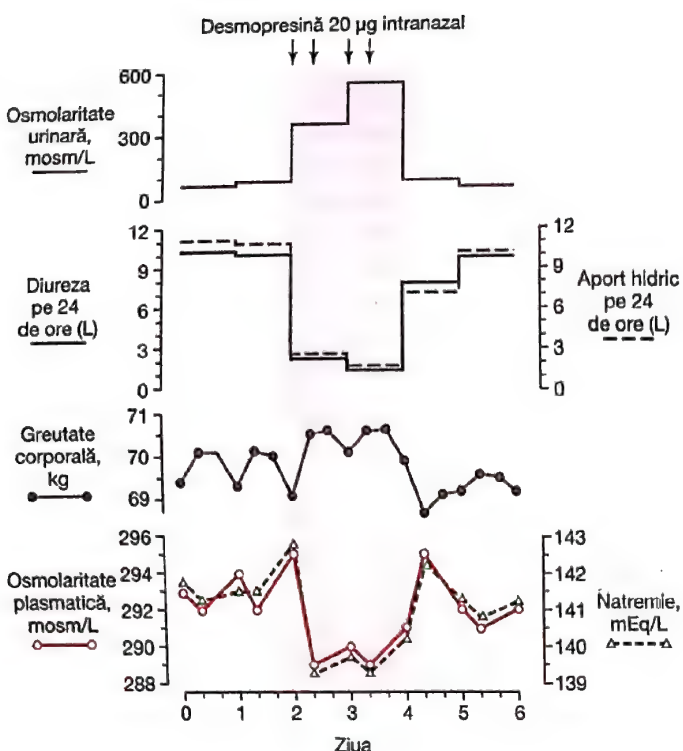 Desmopresină 20 µg intranazal
Osmolaritate
urinară,
mosm/L
600
300
0
Diureza
pe 24
de ore (L)
12
9
6
3
0
12
9
6
3
0
Aport hidric
pe 24
de ore (L)
Greutate
corporală,
kg
71
70
69
Osmolaritate
plasmatică,
mosm/L
296
294
292
290
288
143
142
141
140
139
Natremie,
mEq/L
0 1 2 3 4 5 6
Ziua